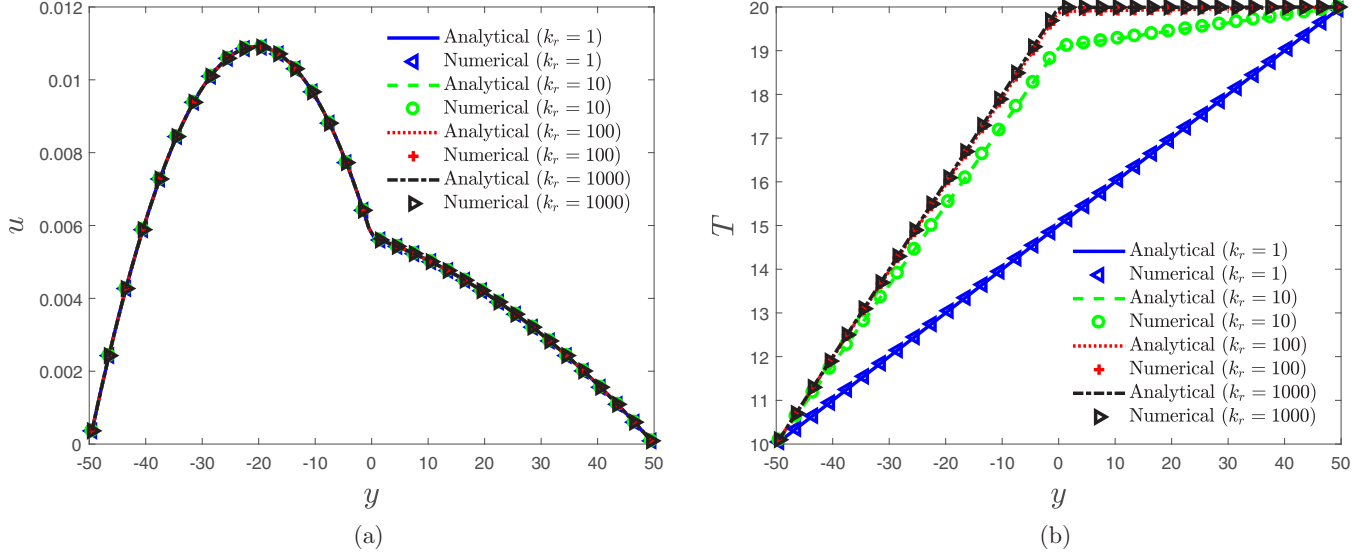 0.012
0.01
0.008
0.006
0.004
0.002
0
u
-50 -40 -30 -20 -10 0 10 20 30 40 50
y
Analytical (k_r = 1)
Numerical (k_r = 1)
Analytical (k_r = 10)
Numerical (k_r = 10)
Analytical (k_r = 100)
Numerical (k_r = 100)
Analytical (k_r = 1000)
Numerical (k_r = 1000)
(a)
20
19
18
17
16
15
14
13
12
11
10
T
-50 -40 -30 -20 -10 0 10 20 30 40 50
y
Analytical (k_r = 1)
Numerical (k_r = 1)
Analytical (k_r = 10)
Numerical (k_r = 10)
Analytical (k_r = 100)
Numerical (k_r = 100)
Analytical (k_r = 1000)
Numerical (k_r = 1000)
(b)